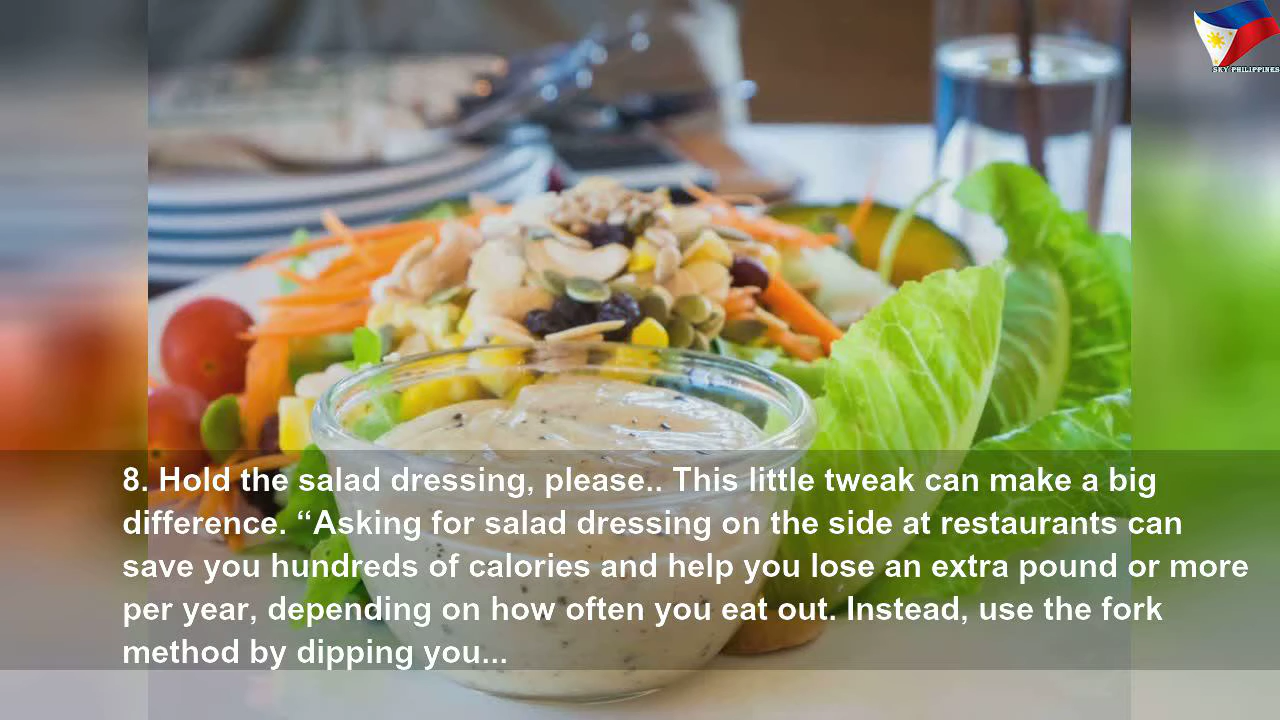 SKY PHILIPPINES
8. Hold the salad dressing, please.. This little tweak can make a big
difference. “Asking for salad dressing on the side at restaurants can
save you hundreds of calories and help you lose an extra pound or more
per year, depending on how often you eat out. Instead, use the fork
method by dipping you...